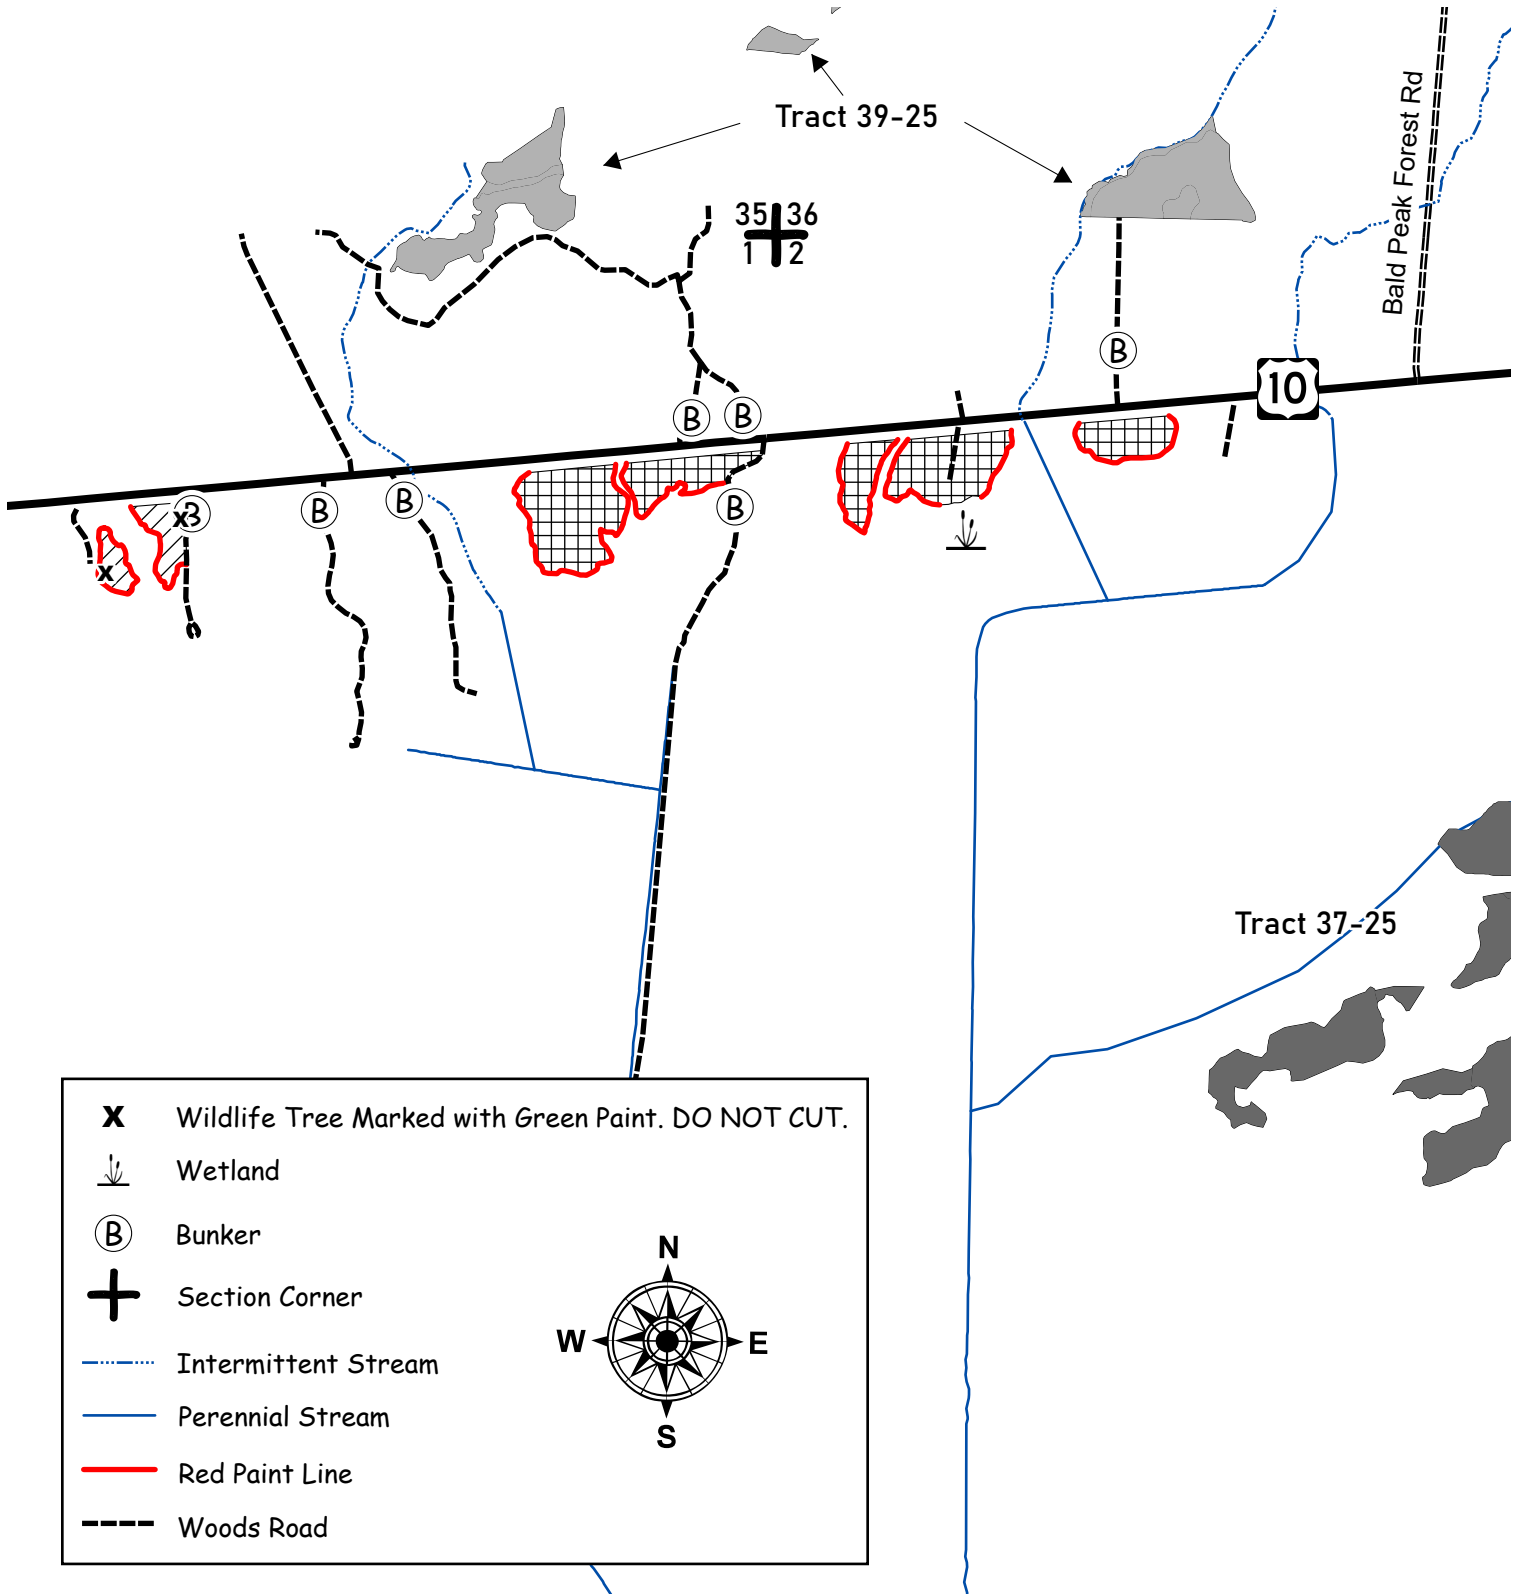 Tract 39-25
Bald Peak Forest Rd
35 36
1 2
B
B
B
10
B
B
B
B
x
x
Tract 37-25
x Wildlife Tree Marked with Green Paint. DO NOT CUT.
Wetland
B Bunker
Section Corner
Intermittent Stream
Perennial Stream
Red Paint Line
Woods Road
N
W E
S